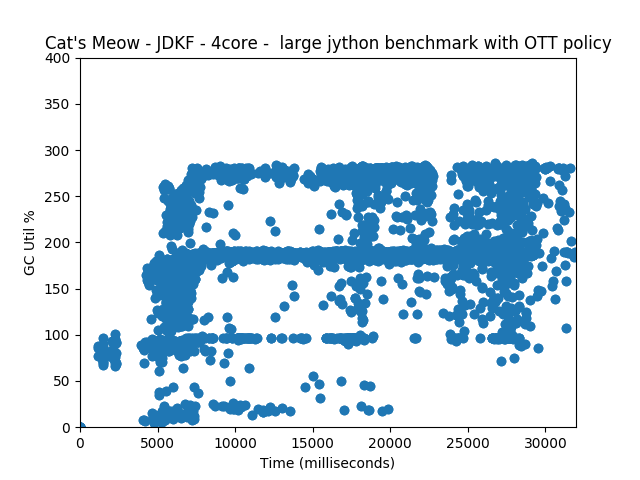 Cat's Meow - JDKF - 4core -  large jython benchmark with OTT policy
400
350
300
250
200
150
100
50
0
GC Util %
0 5000 10000 15000 20000 25000 30000
Time (milliseconds)